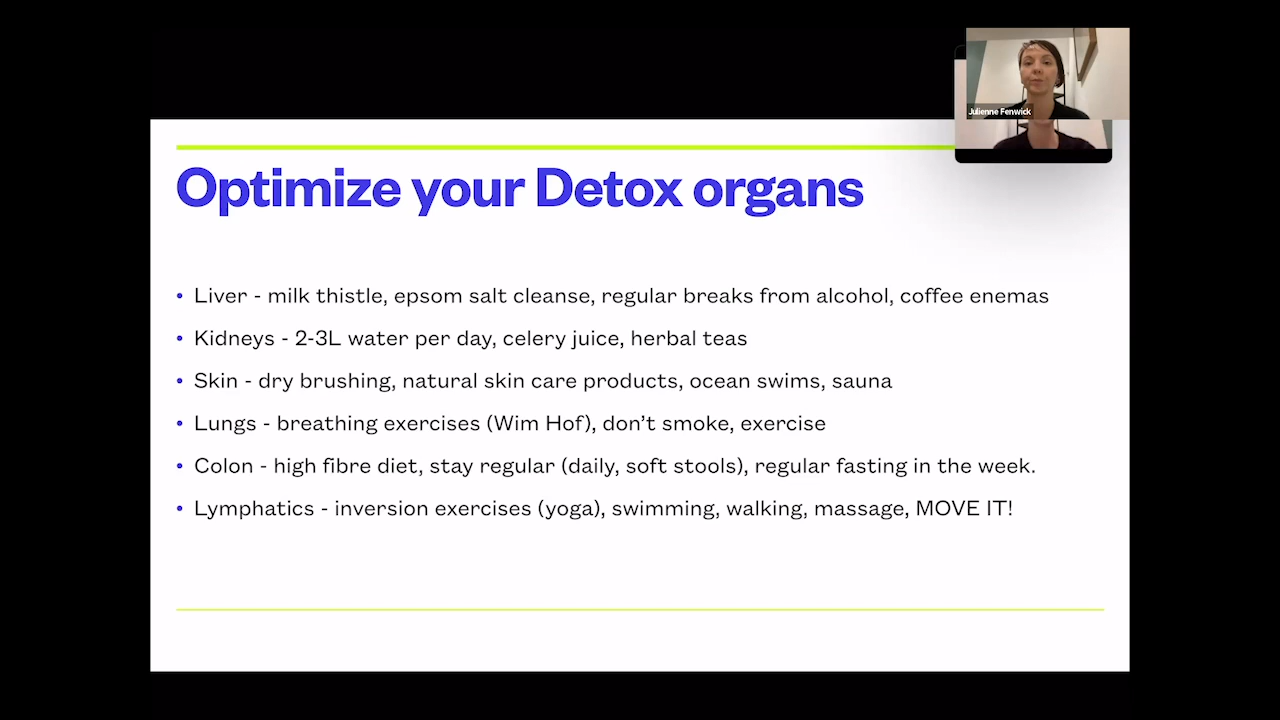 Julienne Fenwick
Optimize your Detox organs
• Liver - milk thistle, epsom salt cleanse, regular breaks from alcohol, coffee enemas
• Kidneys - 2-3L water per day, celery juice, herbal teas
• Skin - dry brushing, natural skin care products, ocean swims, sauna
• Lungs - breathing exercises (Wim Hof), don’t smoke, exercise
• Colon - high fibre diet, stay regular (daily, soft stools), regular fasting in the week.
• Lymphatics - inversion exercises (yoga), swimming, walking, massage, MOVE IT!